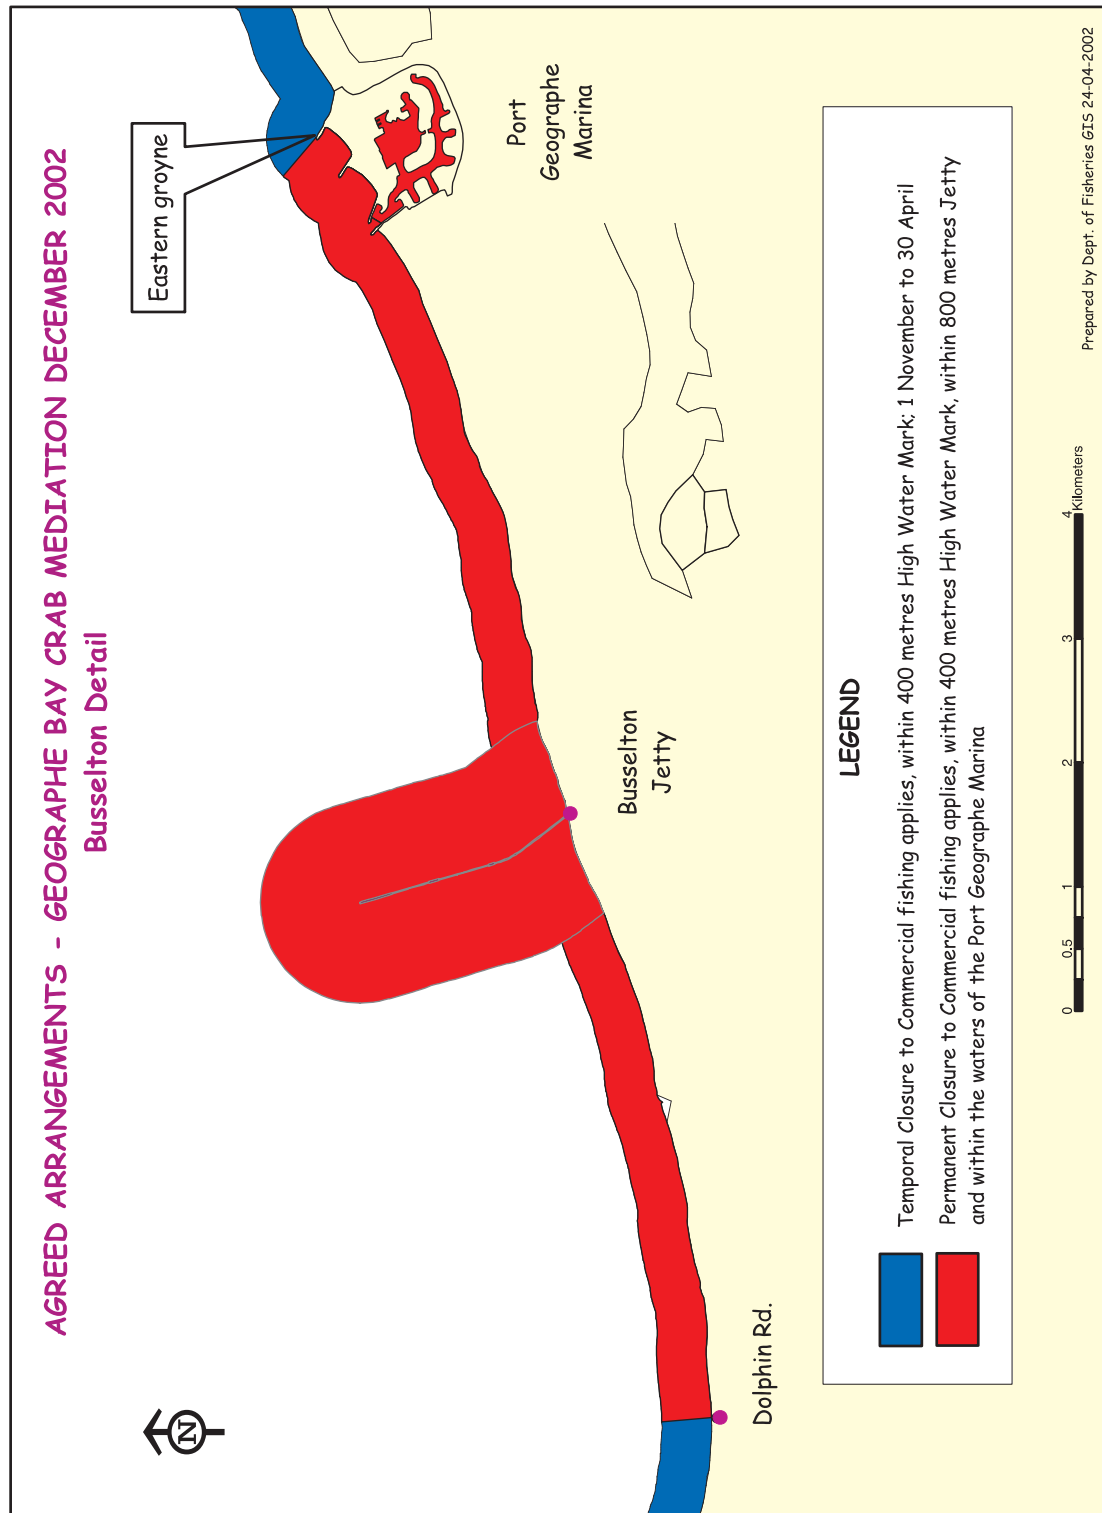 AGREED ARRANGEMENTS - GEOGRAPHE BAY CRAB MEDIATION DECEMBER 2002
Busselton Detail
N
Eastern groyne
Port
Geographe
Marina
Busselton
Jetty
Dolphin Rd.
LEGEND
Temporal Closure to Commercial fishing applies, within 400 metres High Water Mark; 1 November to 30 April
Permanent Closure to Commercial fishing applies, within 400 metres High Water Mark, within 800 metres Jetty
and within the waters of the Port Geographe Marina
0 0.5 1 2 3 4
Kilometers
Prepared by Dept. of Fisheries GIS 24-04-2002